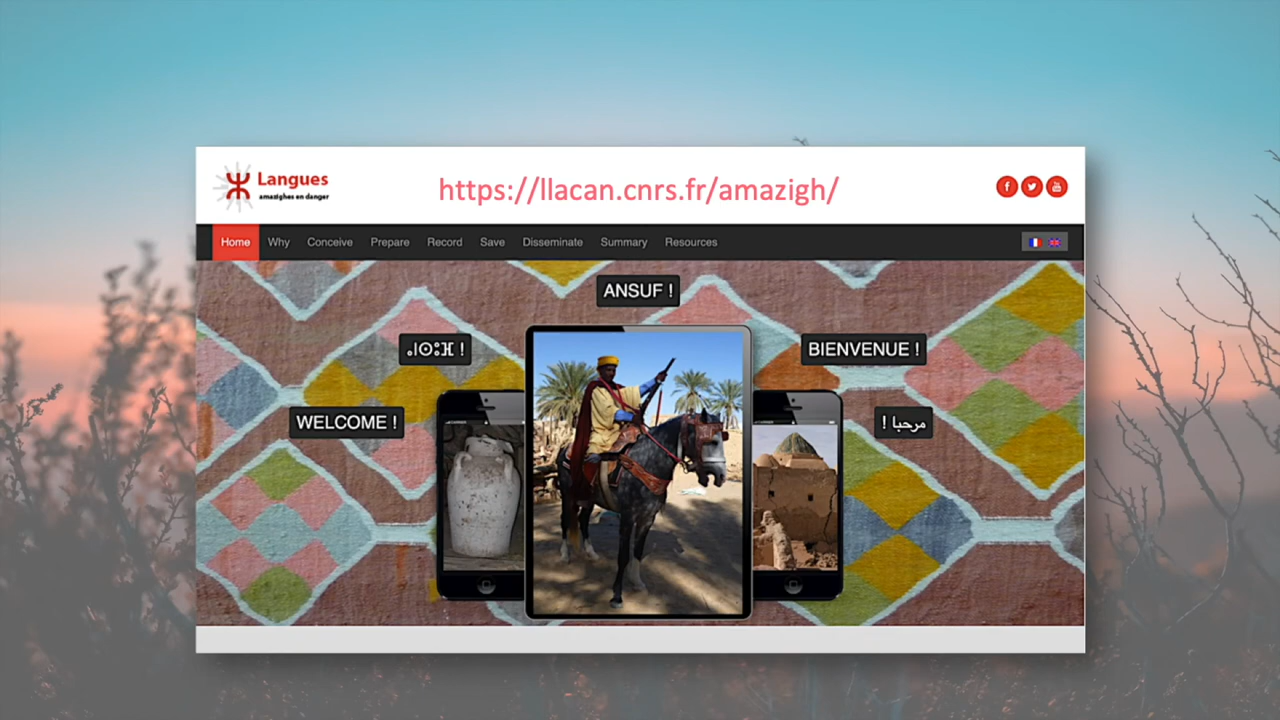 Langues
amazighes en danger
https://llacan.cnrs.fr/amazigh/
Home Why Conceive Prepare Record Save Disseminate Summary Resources
ANSUF !
ⴰⵏⵙⵓⴼ !
BIENVENUE !
WELCOME !
مرحبا !